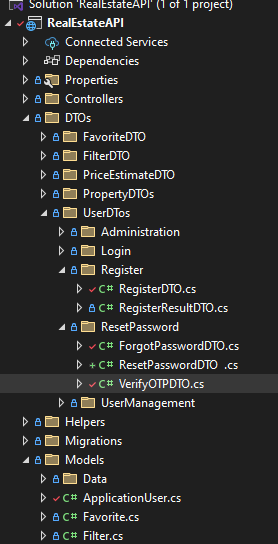 Solution 'RealEstateAPI' (1 of 1 project)
RealEstateAPI
Connected Services
Dependencies
Properties
Controllers
DTOs
FavoriteDTO
FilterDTO
PriceEstimateDTO
PropertyDTOs
UserDTos
Administration
Login
Register
C# RegisterDTO.cs
C# RegisterResultDTO.cs
ResetPassword
C# ForgotPasswordDTO.cs
C# ResetPasswordDTO .cs
C# VerifyOTPDTO.cs
UserManagement
Helpers
Migrations
Models
Data
C# ApplicationUser.cs
C# Favorite.cs
C# Filter.cs